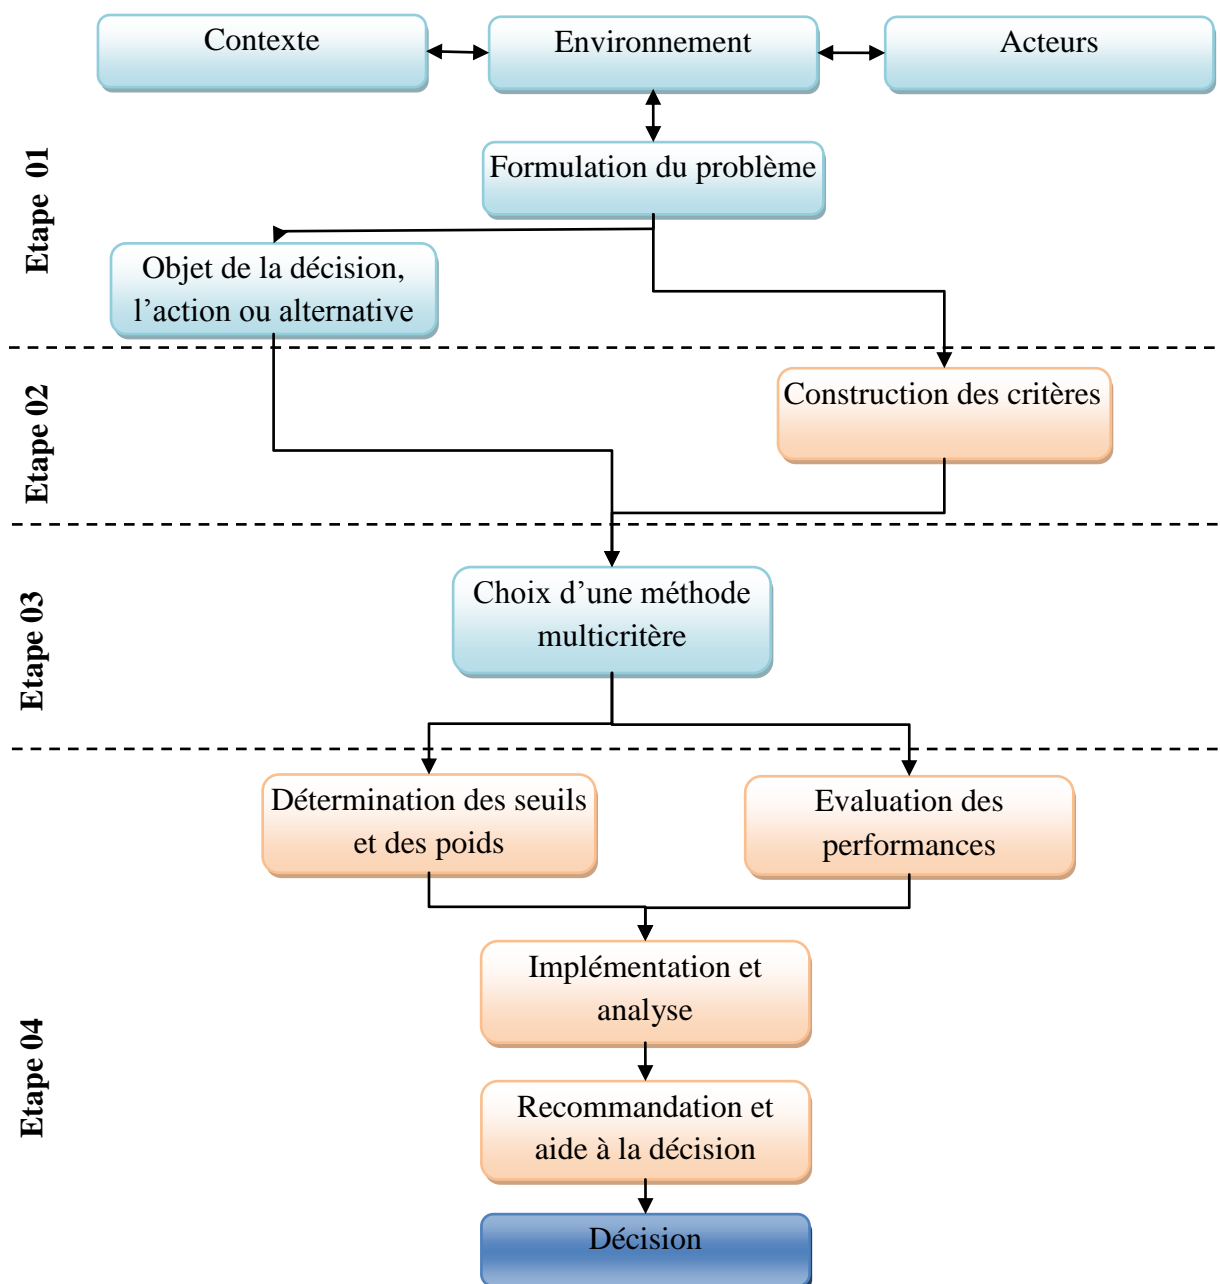 Contexte
Environnement
Acteurs
Etape 01
Formulation du problème
Objet de la décision,
l’action ou alternative
Etape 02
Construction des critères
Etape 03
Choix d’une méthode
multicritère
Détermination des seuils
et des poids
Evaluation des
performances
Etape 04
Implémentation et
analyse
Recommandation et
aide à la décision
Décision